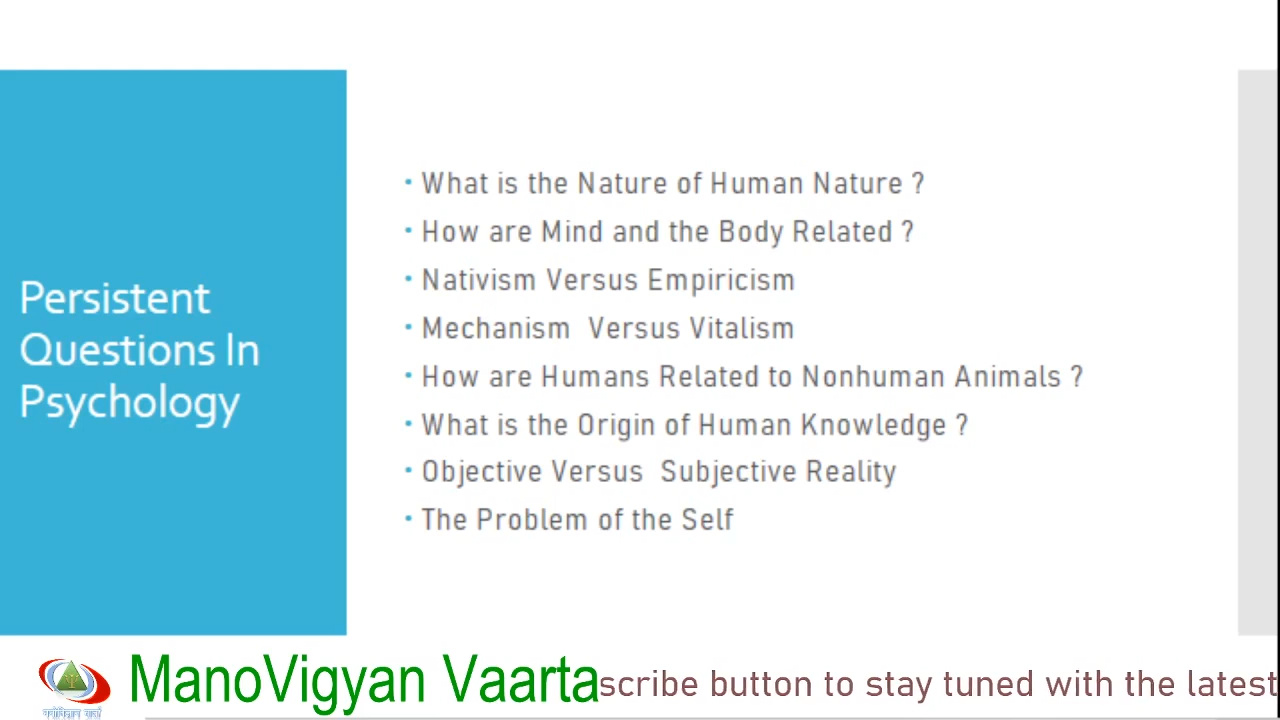 Persistent
Questions In
Psychology
• What is the Nature of Human Nature ?
• How are Mind and the Body Related ?
• Nativism Versus Empiricism
• Mechanism  Versus Vitalism
• How are Humans Related to Nonhuman Animals ?
• What is the Origin of Human Knowledge ?
• Objective Versus  Subjective Reality
• The Problem of the Self
ManoVigyan Vaarta
scribe button to stay tuned with the latest